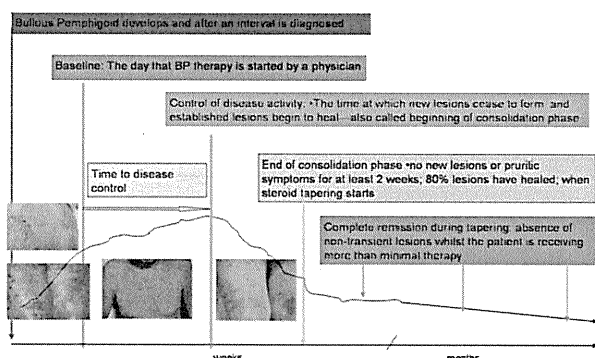 Bullous Pemphigoid develops and after an interval is diagnosed
Baseline: The day that BP therapy is started by a physician
Control of disease activity: •The time at which new lesions cease to form and
established lesions begin to heal—also called beginning of consolidation phase
Time to disease
control
End of consolidation phase •no new lesions or pruritic
symptoms for at least 2 weeks; 80% lesions have healed; when
steroid tapering starts
Complete remission during tapering: absence of
non-transient lesions whilst the patient is receiving
more than minimal therapy
weeks
months